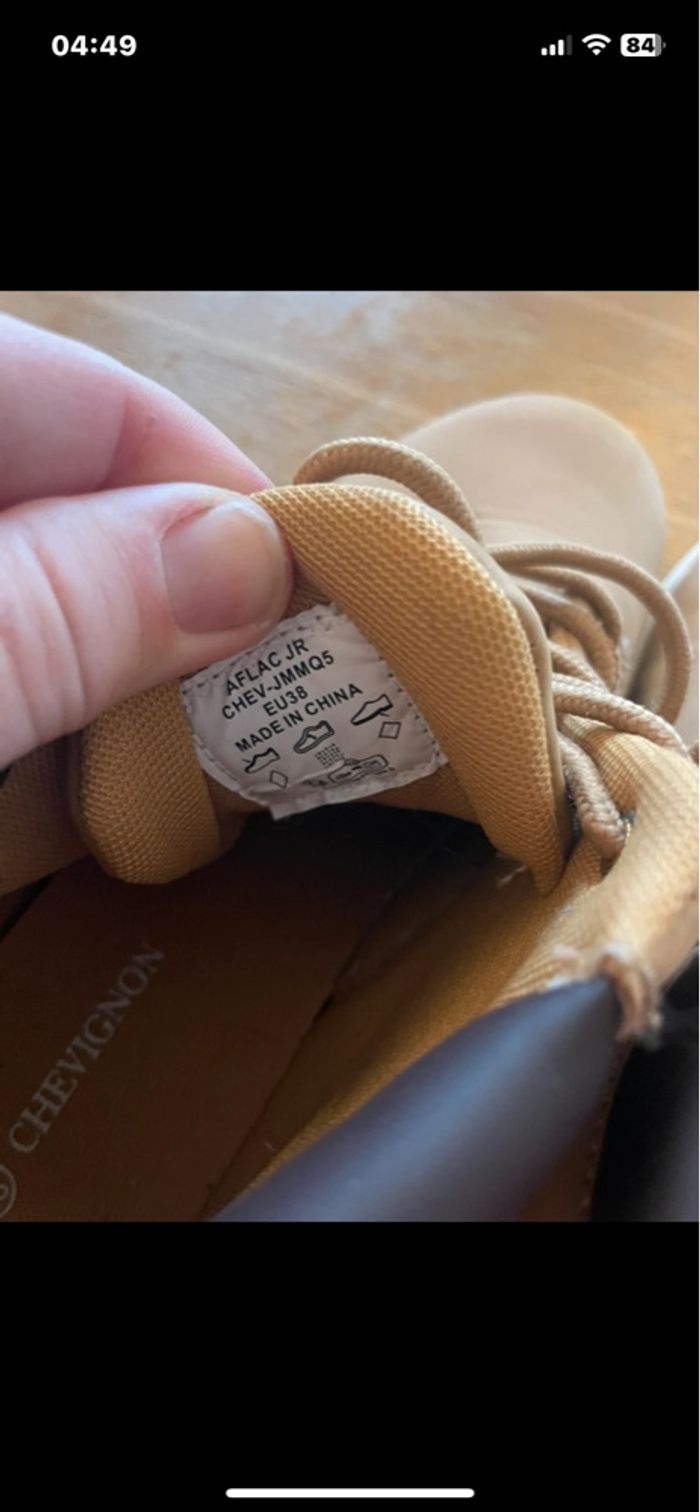 04:49
84
AFLAC JR
CHEV-JMMQ5
EU38
MADE IN CHINA
CHEVIGNON